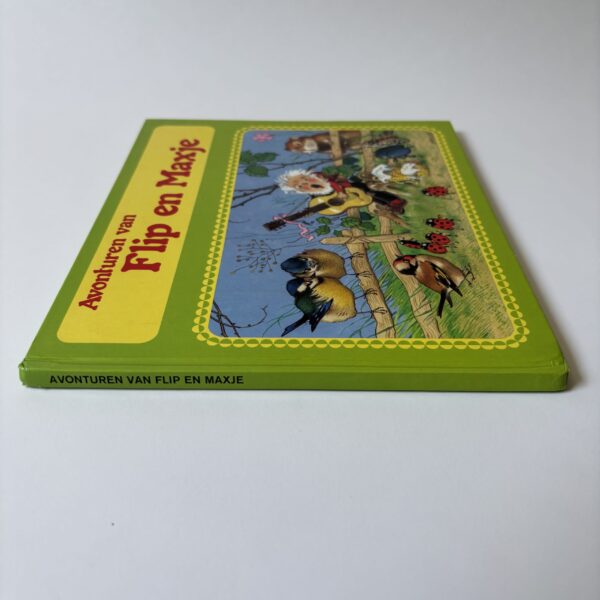 Avonturen van
Flip en Maxje
AVONTUREN VAN FLIP EN MAXJE